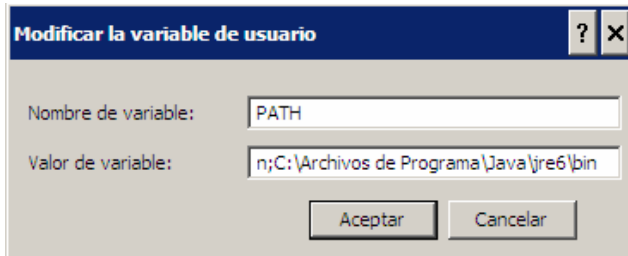 Modificar la variable de usuario
Nombre de variable: PATH
Valor de variable: n;C:\Archivos de Programa\Java\jre6\bin
Aceptar Cancelar